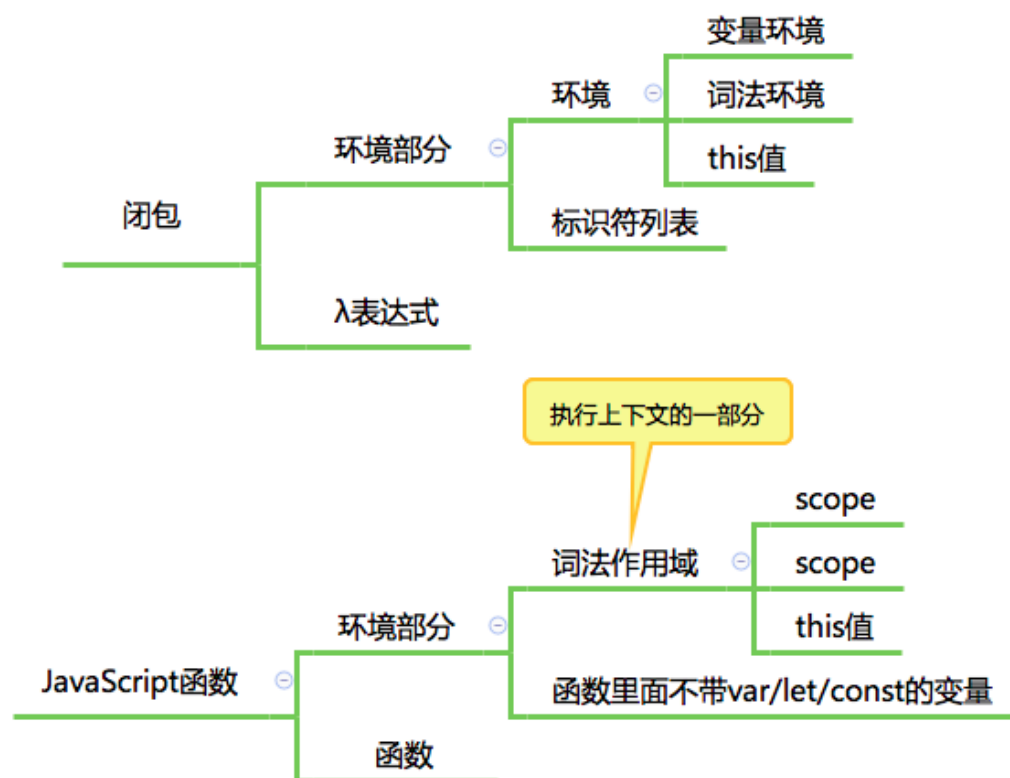 变量环境
环境
词法环境
环境部分
this值
闭包
标识符列表
λ表达式
执行上下文的一部分
scope
词法作用域
scope
环境部分
this值
JavaScript函数
函数里面不带var/let/const的变量
函数